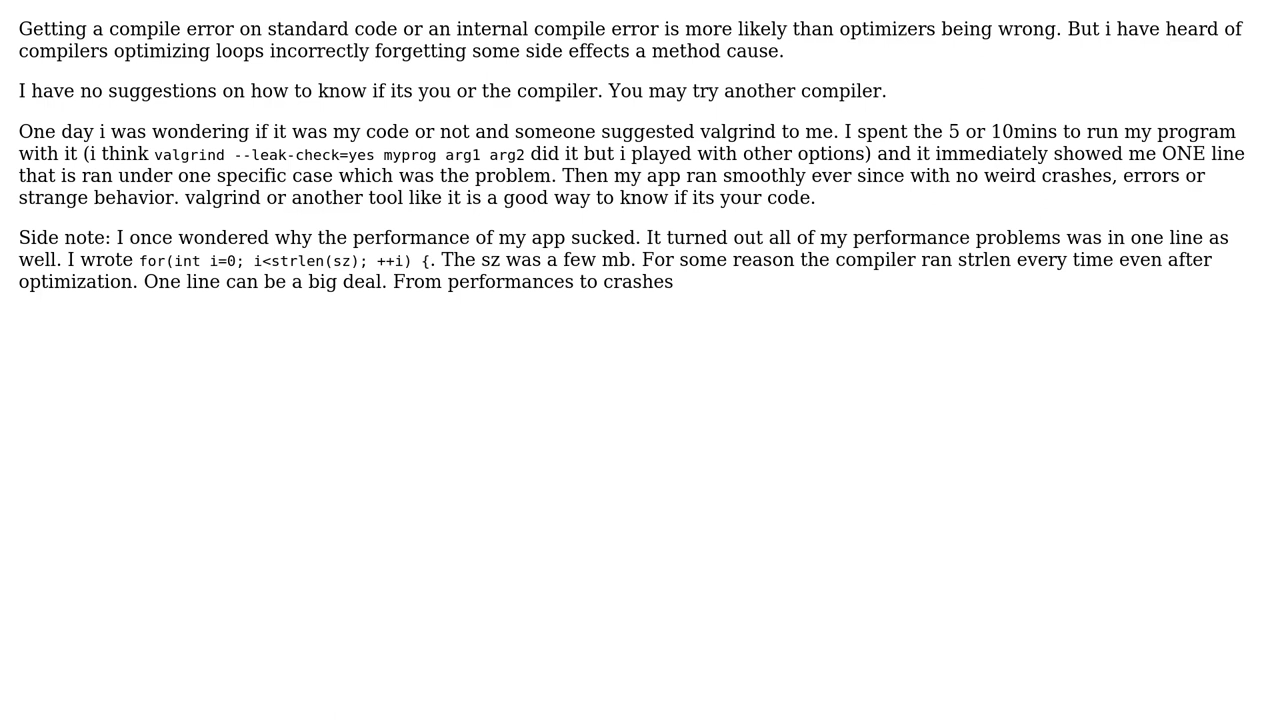 Getting a compile error on standard code or an internal compile error is more likely than optimizers being wrong. But i have heard of
compilers optimizing loops incorrectly forgetting some side effects a method cause.
I have no suggestions on how to know if its you or the compiler. You may try another compiler.
One day i was wondering if it was my code or not and someone suggested valgrind to me. I spent the 5 or 10mins to run my program
with it (i think valgrind --leak-check=yes myprog arg1 arg2 did it but i played with other options) and it immediately showed me ONE line
that is ran under one specific case which was the problem. Then my app ran smoothly ever since with no weird crashes, errors or
strange behavior. valgrind or another tool like it is a good way to know if its your code.
Side note: I once wondered why the performance of my app sucked. It turned out all of my performance problems was in one line as
well. I wrote for(int i=0; i<strlen(sz); ++i) {. The sz was a few mb. For some reason the compiler ran strlen every time even after
optimization. One line can be a big deal. From performances to crashes